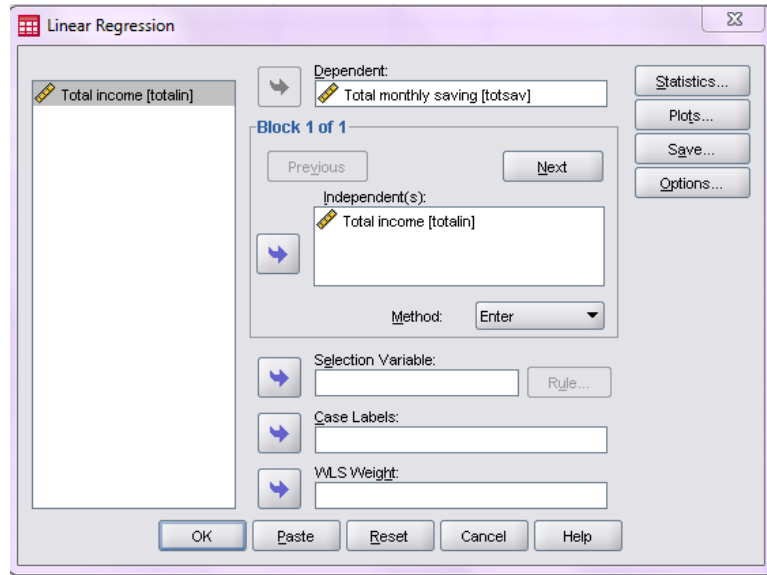 Linear Regression
Total income [totalin]
Dependent:
Total monthly saving [totsav]
Block 1 of 1
Previous
Next
Independent(s):
Total income [totalin]
Method:
Enter
Selection Variable:
Rule...
Case Labels:
WLS Weight:
Statistics...
Plots...
Save...
Options...
OK
Paste
Reset
Cancel
Help